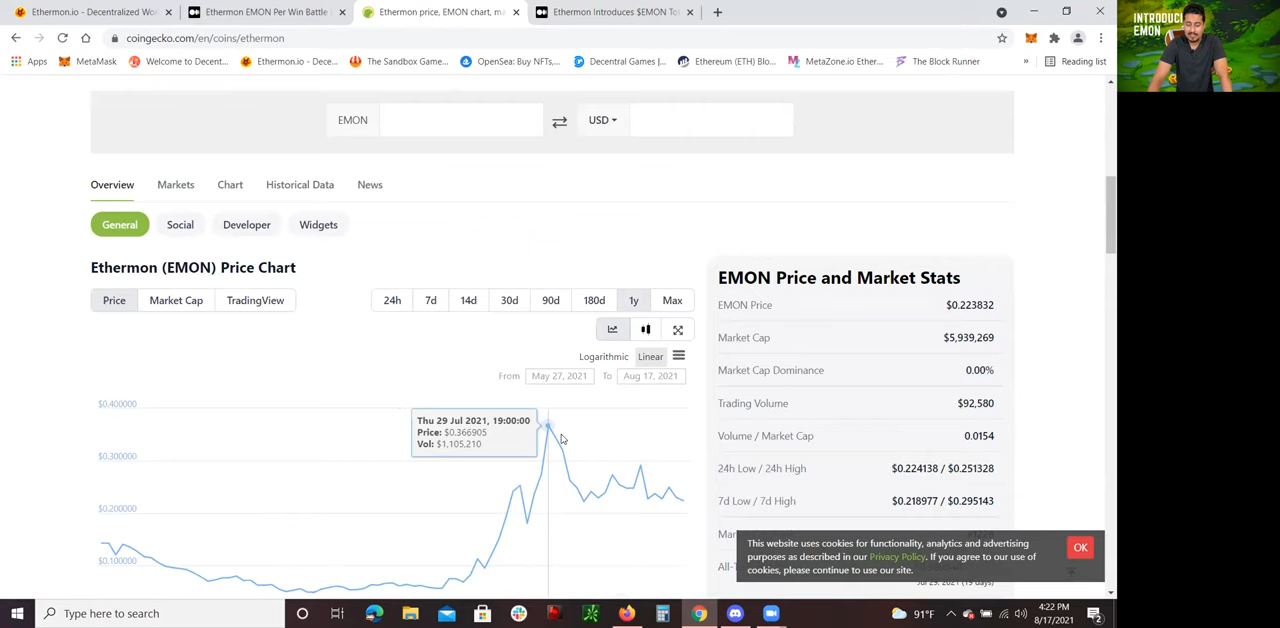 Ethermon.io - Decentralized Wo
Ethermon EMON Per Win Battle
Ethermon price, EMON chart, ma
Ethermon Introduces $EMON To
coingecko.com/en/coins/ethermon
Apps
MetaMask
Welcome to Decent...
Ethermon.io - Dece...
The Sandbox Game...
OpenSea: Buy NFTs,...
Decentral Games |...
Ethereum (ETH) Blo...
MetaZone.io Ether...
The Block Runner
»
Reading list
INTRODUC
EMON
EMON
USD
Overview
Markets
Chart
Historical Data
News
General
Social
Developer
Widgets
Ethermon (EMON) Price Chart
Price
Market Cap
TradingView
24h
7d
14d
30d
90d
180d
1y
Max
Logarithmic
Linear
From
May 27, 2021
To
Aug 17, 2021
$0.400000
$0.300000
$0.200000
$0.100000
Thu 29 Jul 2021, 19:00:00
Price: $0.366905
Vol: $1,105,210
EMON Price and Market Stats
EMON Price $0.223832
Market Cap $5,939,269
Market Cap Dominance 0.00%
Trading Volume $92,580
Volume / Market Cap 0.0154
24h Low / 24h High $0.224138 / $0.251328
7d Low / 7d High $0.218977 / $0.295143
Mar
All-T
Jul 29, 2021 (19 days)
This website uses cookies for functionality, analytics and advertising
purposes as described in our Privacy Policy. If you agree to our use of
cookies, please continue to use our site.
OK
Type here to search
91°F
4:22 PM
8/17/2021
2